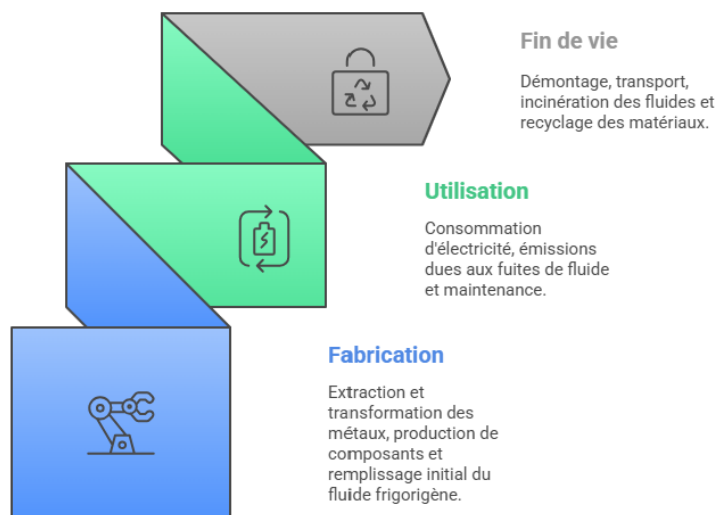 Fin de vie
Démontage, transport,
incinération des fluides et
recyclage des matériaux.
Utilisation
Consommation
d'électricité, émissions
dues aux fuites de fluide
et maintenance.
Fabrication
Extraction et
transformation des
métaux, production de
composants et
remplissage initial du
fluide frigorigène.